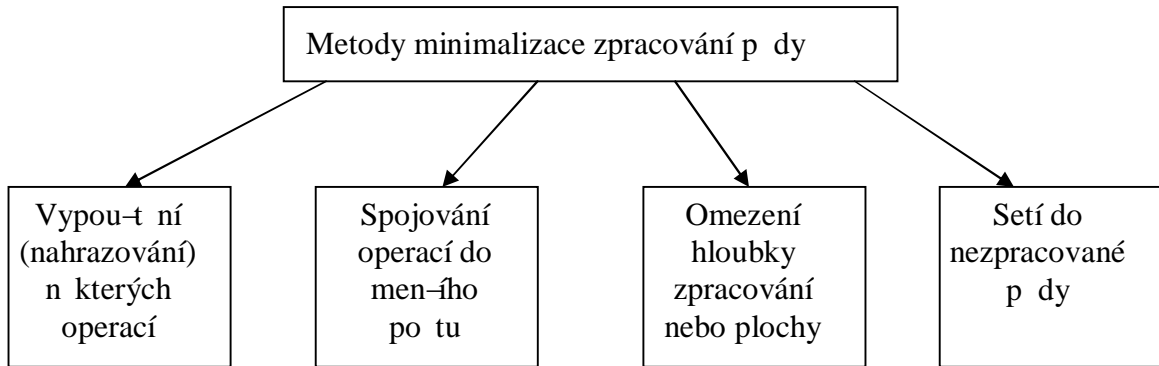 Metody minimalizace zpracování p dy
Vypou–t ní
(nahrazování)
n kterých
operací
Spojování
operací do
men–ího
po tu
Omezení
hloubky
zpracování
nebo plochy
Setí do
nezpracované
p dy